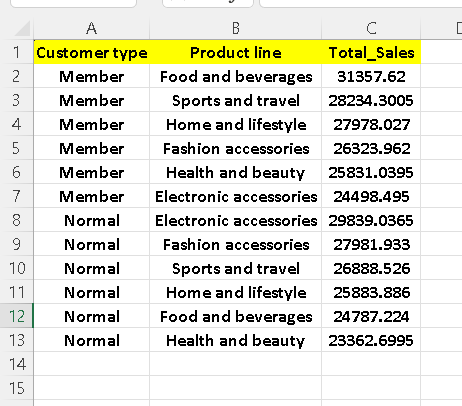 A B C
1 Customer type Product line Total_Sales
2 Member Food and beverages 31357.62
3 Member Sports and travel 28234.3005
4 Member Home and lifestyle 27978.027
5 Member Fashion accessories 26323.962
6 Member Health and beauty 25831.0395
7 Member Electronic accessories 24498.495
8 Normal Electronic accessories 29839.0365
9 Normal Fashion accessories 27981.933
10 Normal Sports and travel 26888.526
11 Normal Home and lifestyle 25883.886
12 Normal Food and beverages 24787.224
13 Normal Health and beauty 23362.6995
14
15